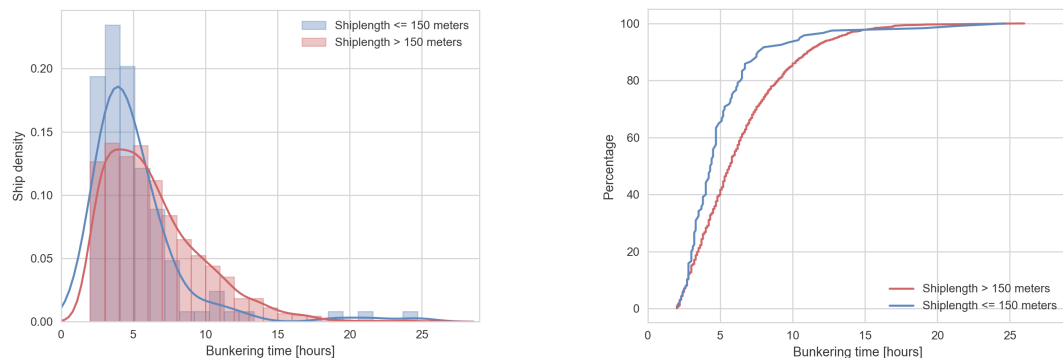 Shiplength <= 150 meters
Shiplength > 150 meters
Ship density
0.20
0.15
0.10
0.05
0.00
0
5
10
15
20
25
Bunkering time [hours]
Percentage
100
80
60
40
20
0
Shiplength > 150 meters
Shiplength <= 150 meters
0
5
10
15
20
25
Bunkering time [hours]